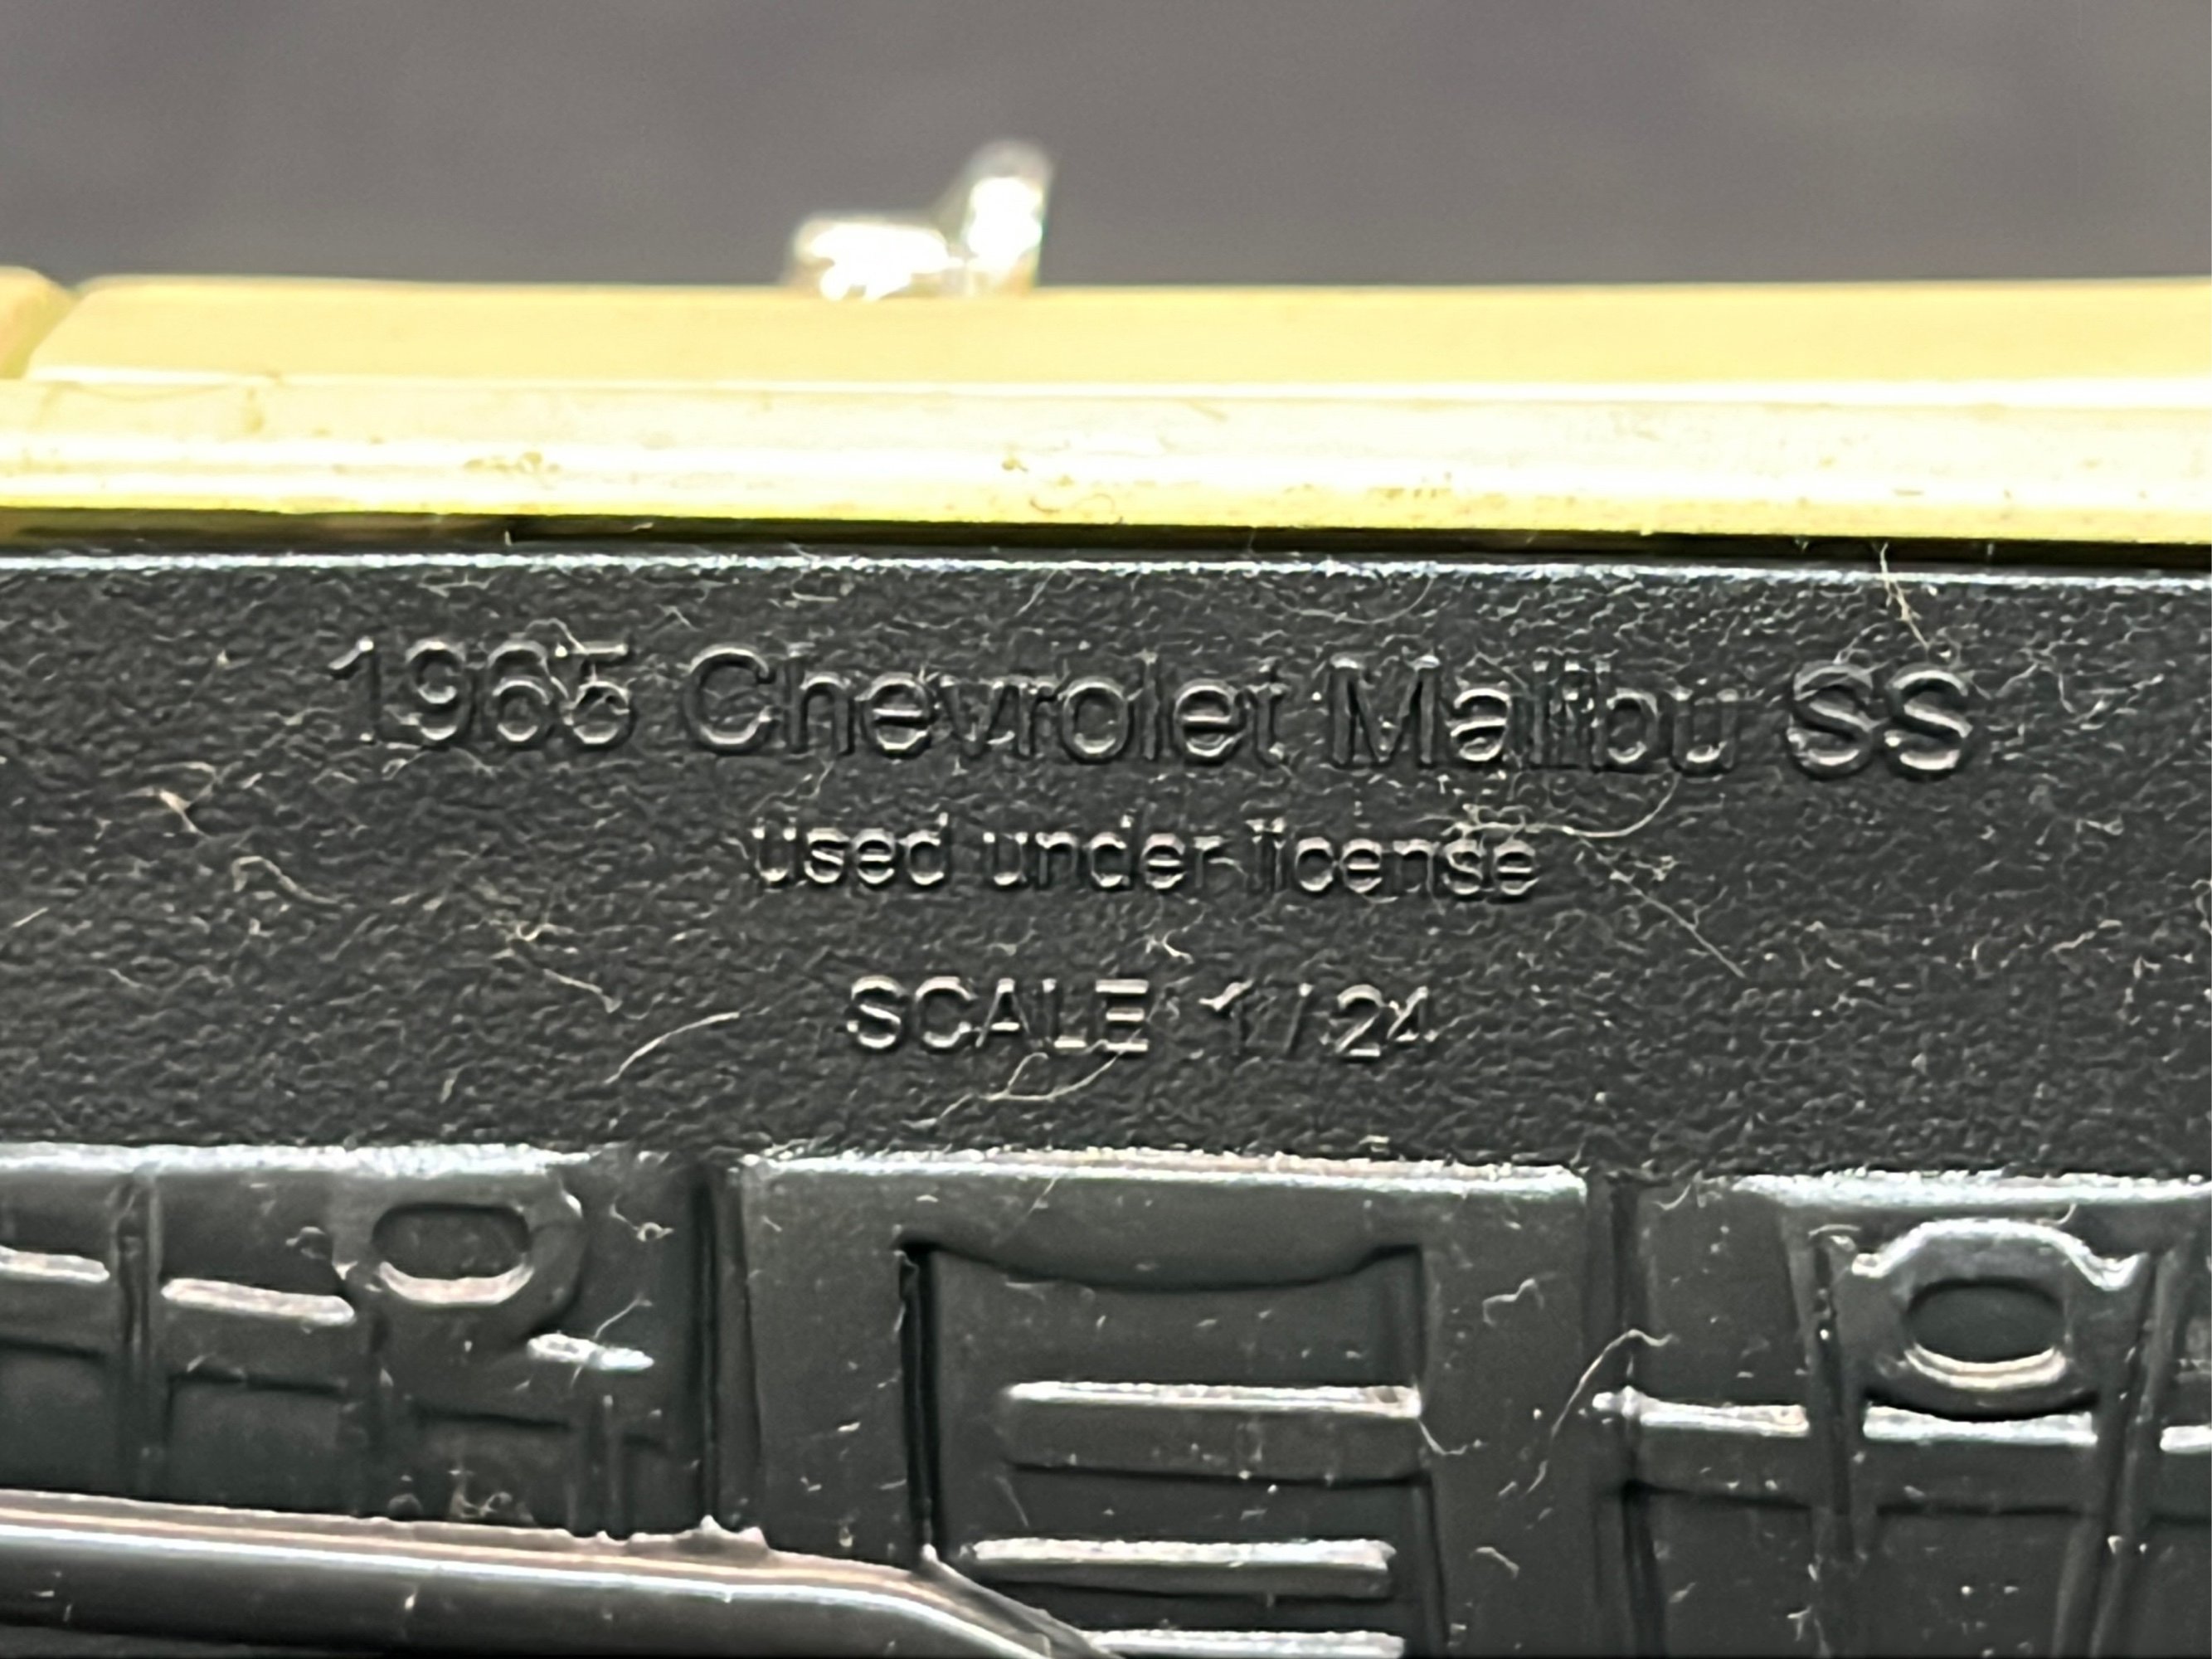 1965 Chevrolet Malibu SS
Used under license
SCALE 1/24